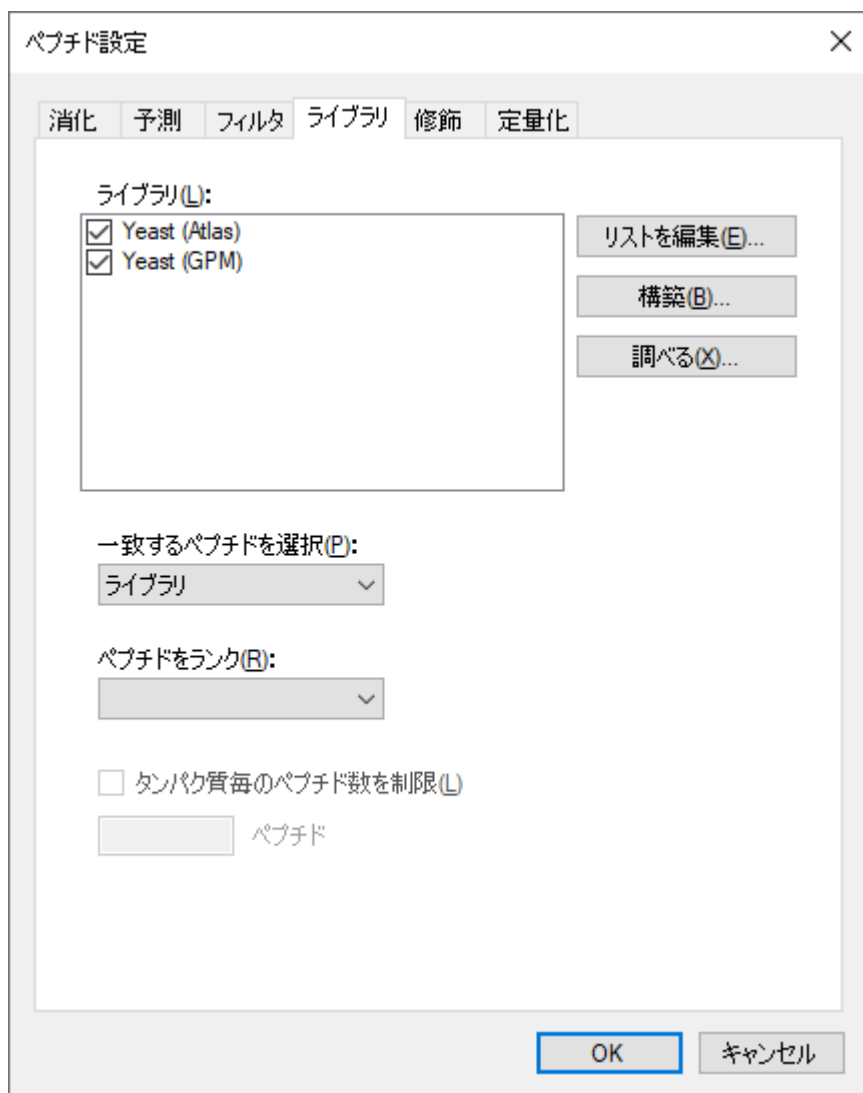 ペプチド設定
消化 予測 フィルタ ライブラリ 修飾 定量化
ライブラリ(L):
Yeast (Atlas)
Yeast (GPM)
リストを編集(E)...
構築(B)...
調べる(X)...
一致するペプチドを選択(P):
ライブラリ
ペプチドをランク(R):
タンパク質毎のペプチド数を制限(L)
ペプチド
OK キャンセル